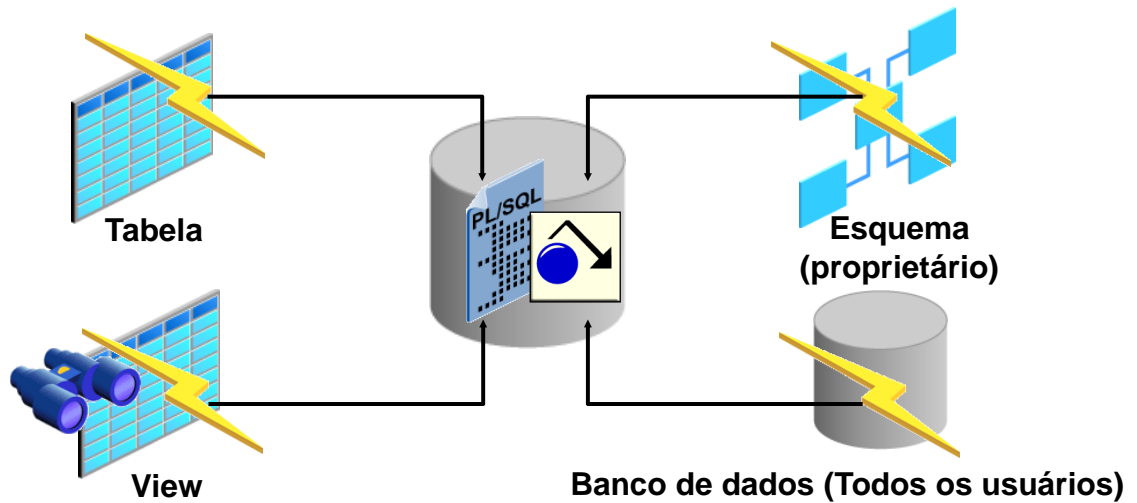 Tabela
PL/SQL
Esquema
(proprietário)
View
Banco de dados (Todos os usuários)